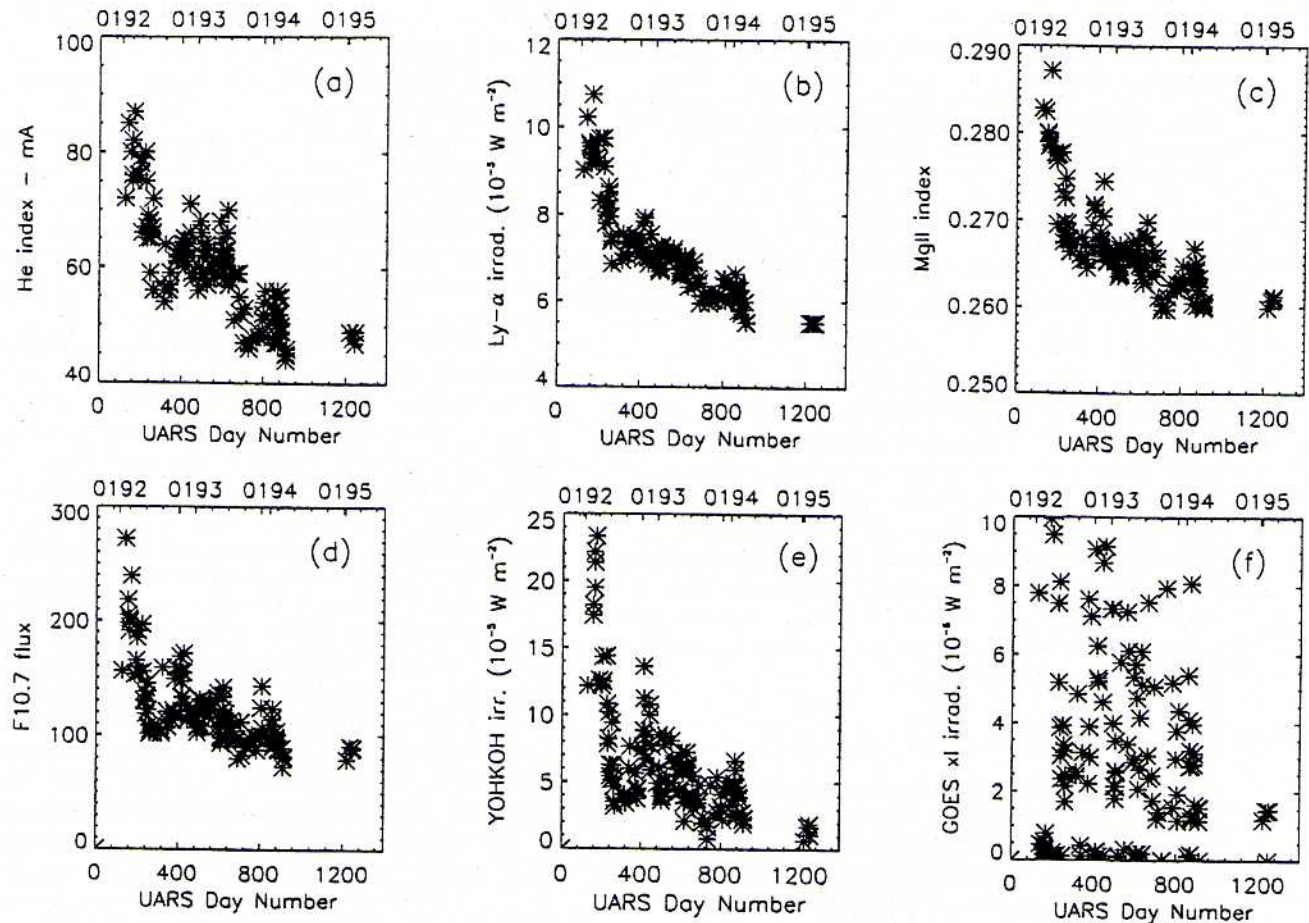 0192 0193 0194 0195
100
80
60
40
He index – mA
(a)
0 400 800 1200
UARS Day Number
0192 0193 0194 0195
12
10
8
6
4
Ly-α irrad. (10⁻³ W m⁻²)
(b)
0 400 800 1200
UARS Day Number
0192 0193 0194 0195
0.290
0.280
0.270
0.260
0.250
MgII index
(c)
0 400 800 1200
UARS Day Number
0192 0193 0194 0195
300
200
100
0
F10.7 flux
(d)
0 400 800 1200
UARS Day Number
0192 0193 0194 0195
25
20
15
10
5
0
YOHKOH irr. (10⁻⁵ W m⁻²)
(e)
0 400 800 1200
UARS Day Number
0192 0193 0194 0195
10
8
6
4
2
0
GOES xl irrad. (10⁻⁶ W m⁻²)
(f)
0 400 800 1200
UARS Day Number